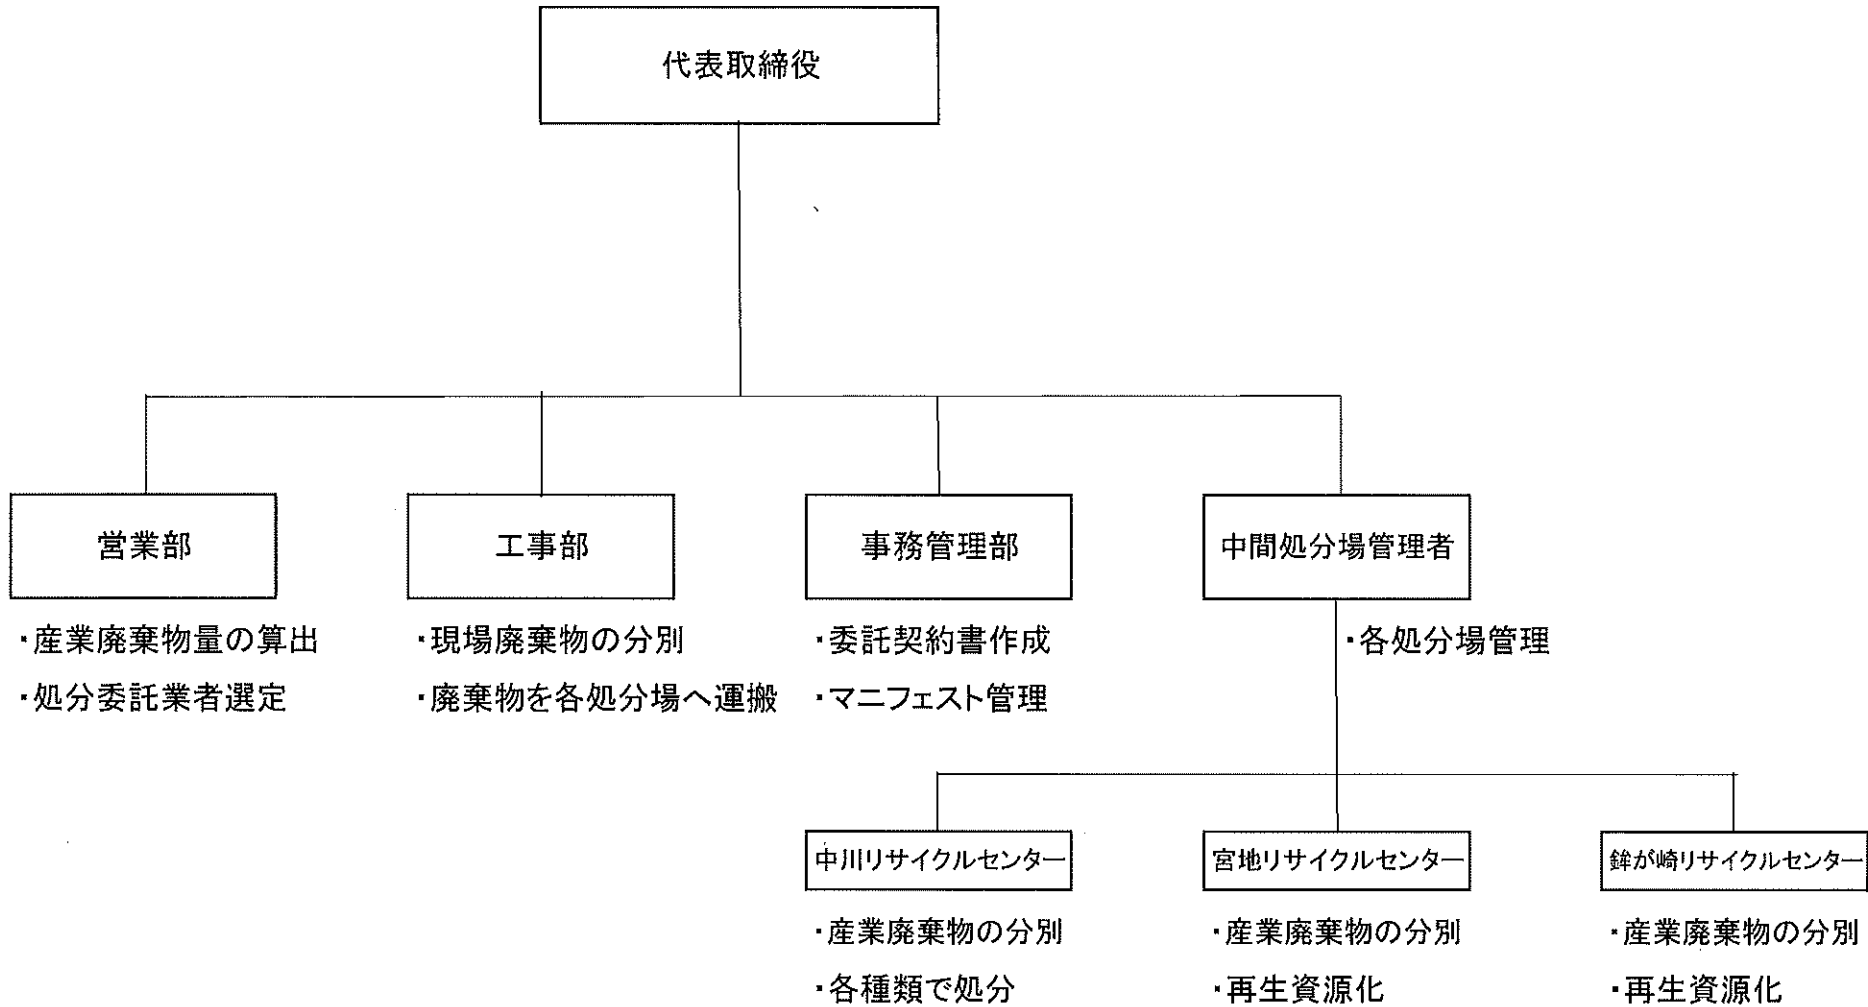 代表取締役
営業部
・産業廃棄物量の算出
・処分委託業者選定
工事部
・現場廃棄物の分別
・廃棄物を各処分場へ運搬
事務管理部
・委託契約書作成
・マニフェスト管理
中間処分場管理者
・各処分場管理
中川リサイクルセンター
・産業廃棄物の分別
・各種類で処分
宮地リサイクルセンター
・産業廃棄物の分別
・再生資源化
鉾が崎リサイクルセンター
・産業廃棄物の分別
・再生資源化